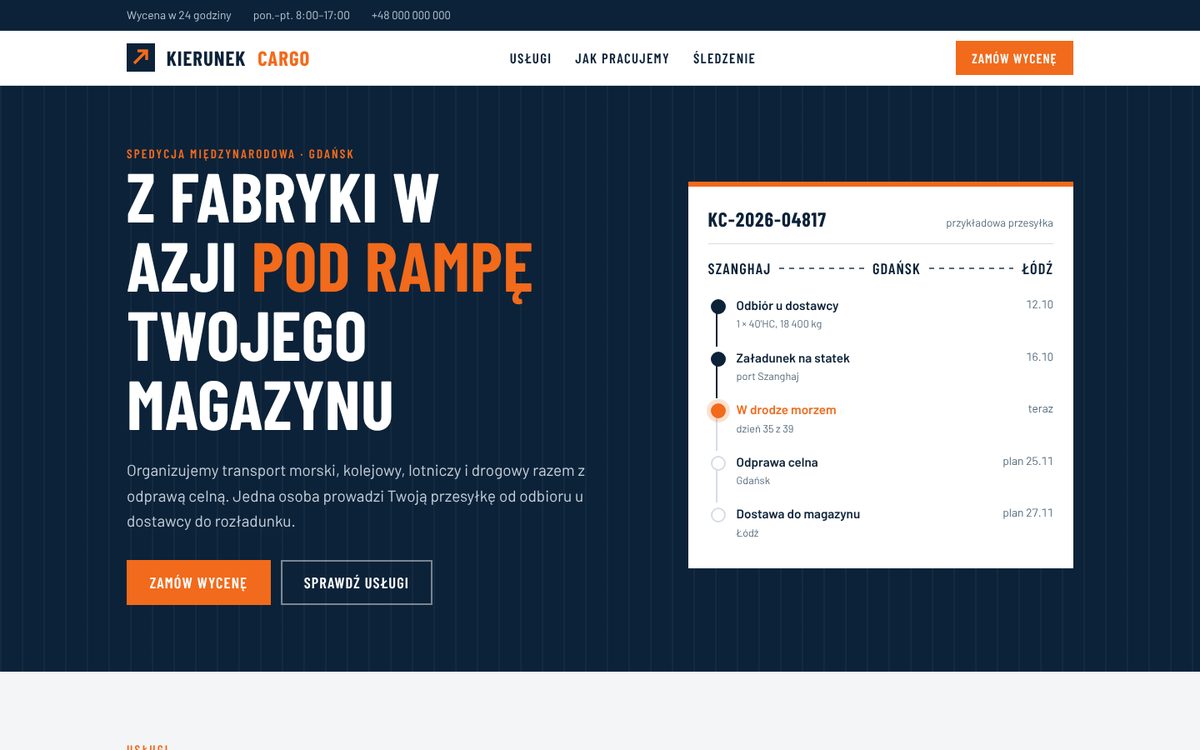 Wycena w 24 godziny pon.–pt. 8:00–17:00 +48 000 000 000
KIERUNEK CARGO USŁUGI JAK PRACUJEMY ŚLEDZENIE ZAMÓW WYCENĘ
SPEDYCJA MIĘDZYNARODOWA · GDAŃSK
Z FABRYKI W
AZJI POD RAMPĘ
TWOJEGO
MAGAZYNU
Organizujemy transport morski, kolejowy, lotniczy i drogowy razem z
odprawą celną. Jedna osoba prowadzi Twoją przesyłkę od odbioru u
dostawcy do rozładunku.
ZAMÓW WYCENĘ SPRAWDŹ USŁUGI
KC-2026-04817 przykładowa przesyłka
SZANGHAJ GDAŃSK ŁÓDŹ
Odbiór u dostawcy 12.10
1 × 40'HC, 18 400 kg
Załadunek na statek 16.10
port Szanghaj
W drodze morzem teraz
dzień 35 z 39
Odprawa celna plan 25.11
Gdańsk
Dostawa do magazynu plan 27.11
Łódź
USŁUGI